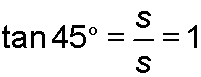 tan 45° = s/s = 1